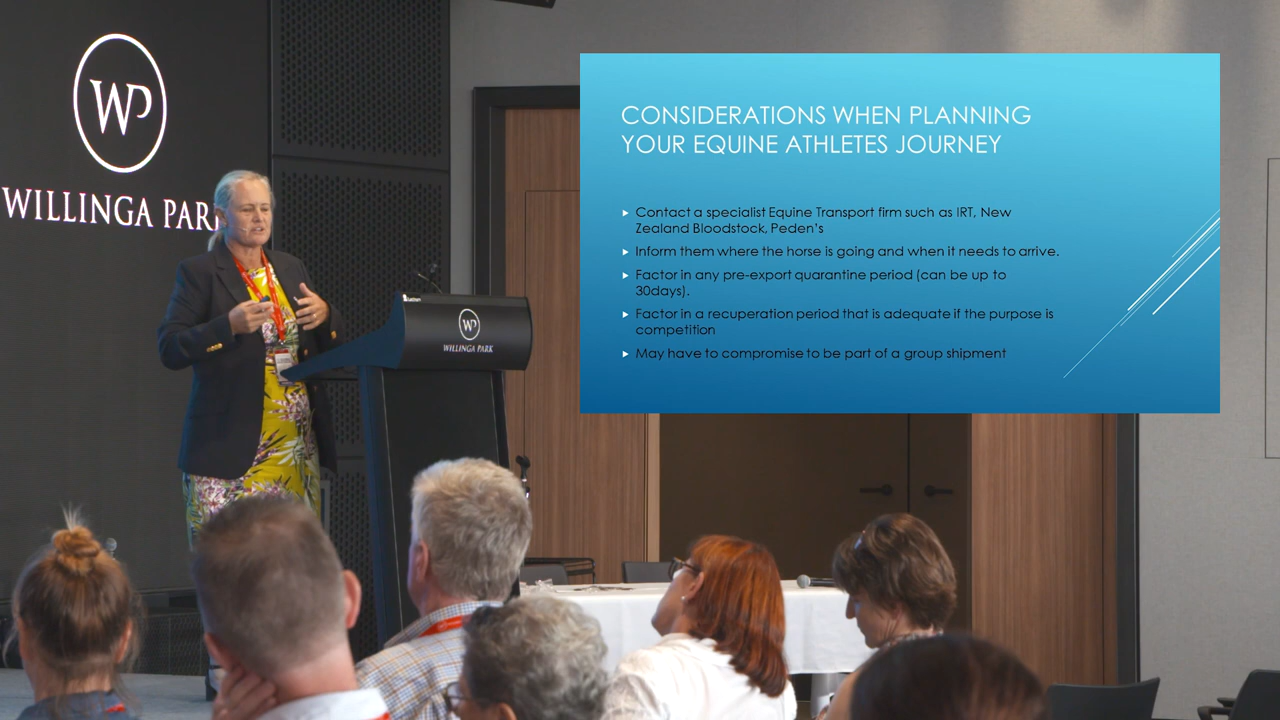 WP
WILLINGA PARK
WP
WILLINGA PARK
CONSIDERATIONS WHEN PLANNING
YOUR EQUINE ATHLETES JOURNEY
Contact a specialist Equine Transport firm such as IRT, New
Zealand Bloodstock, Peden's
Inform them where the horse is going and when it needs to arrive.
Factor in any pre-export quarantine period (can be up to
30days).
Factor in a recuperation period that is adequate if the purpose is
competition
May have to compromise to be part of a group shipment